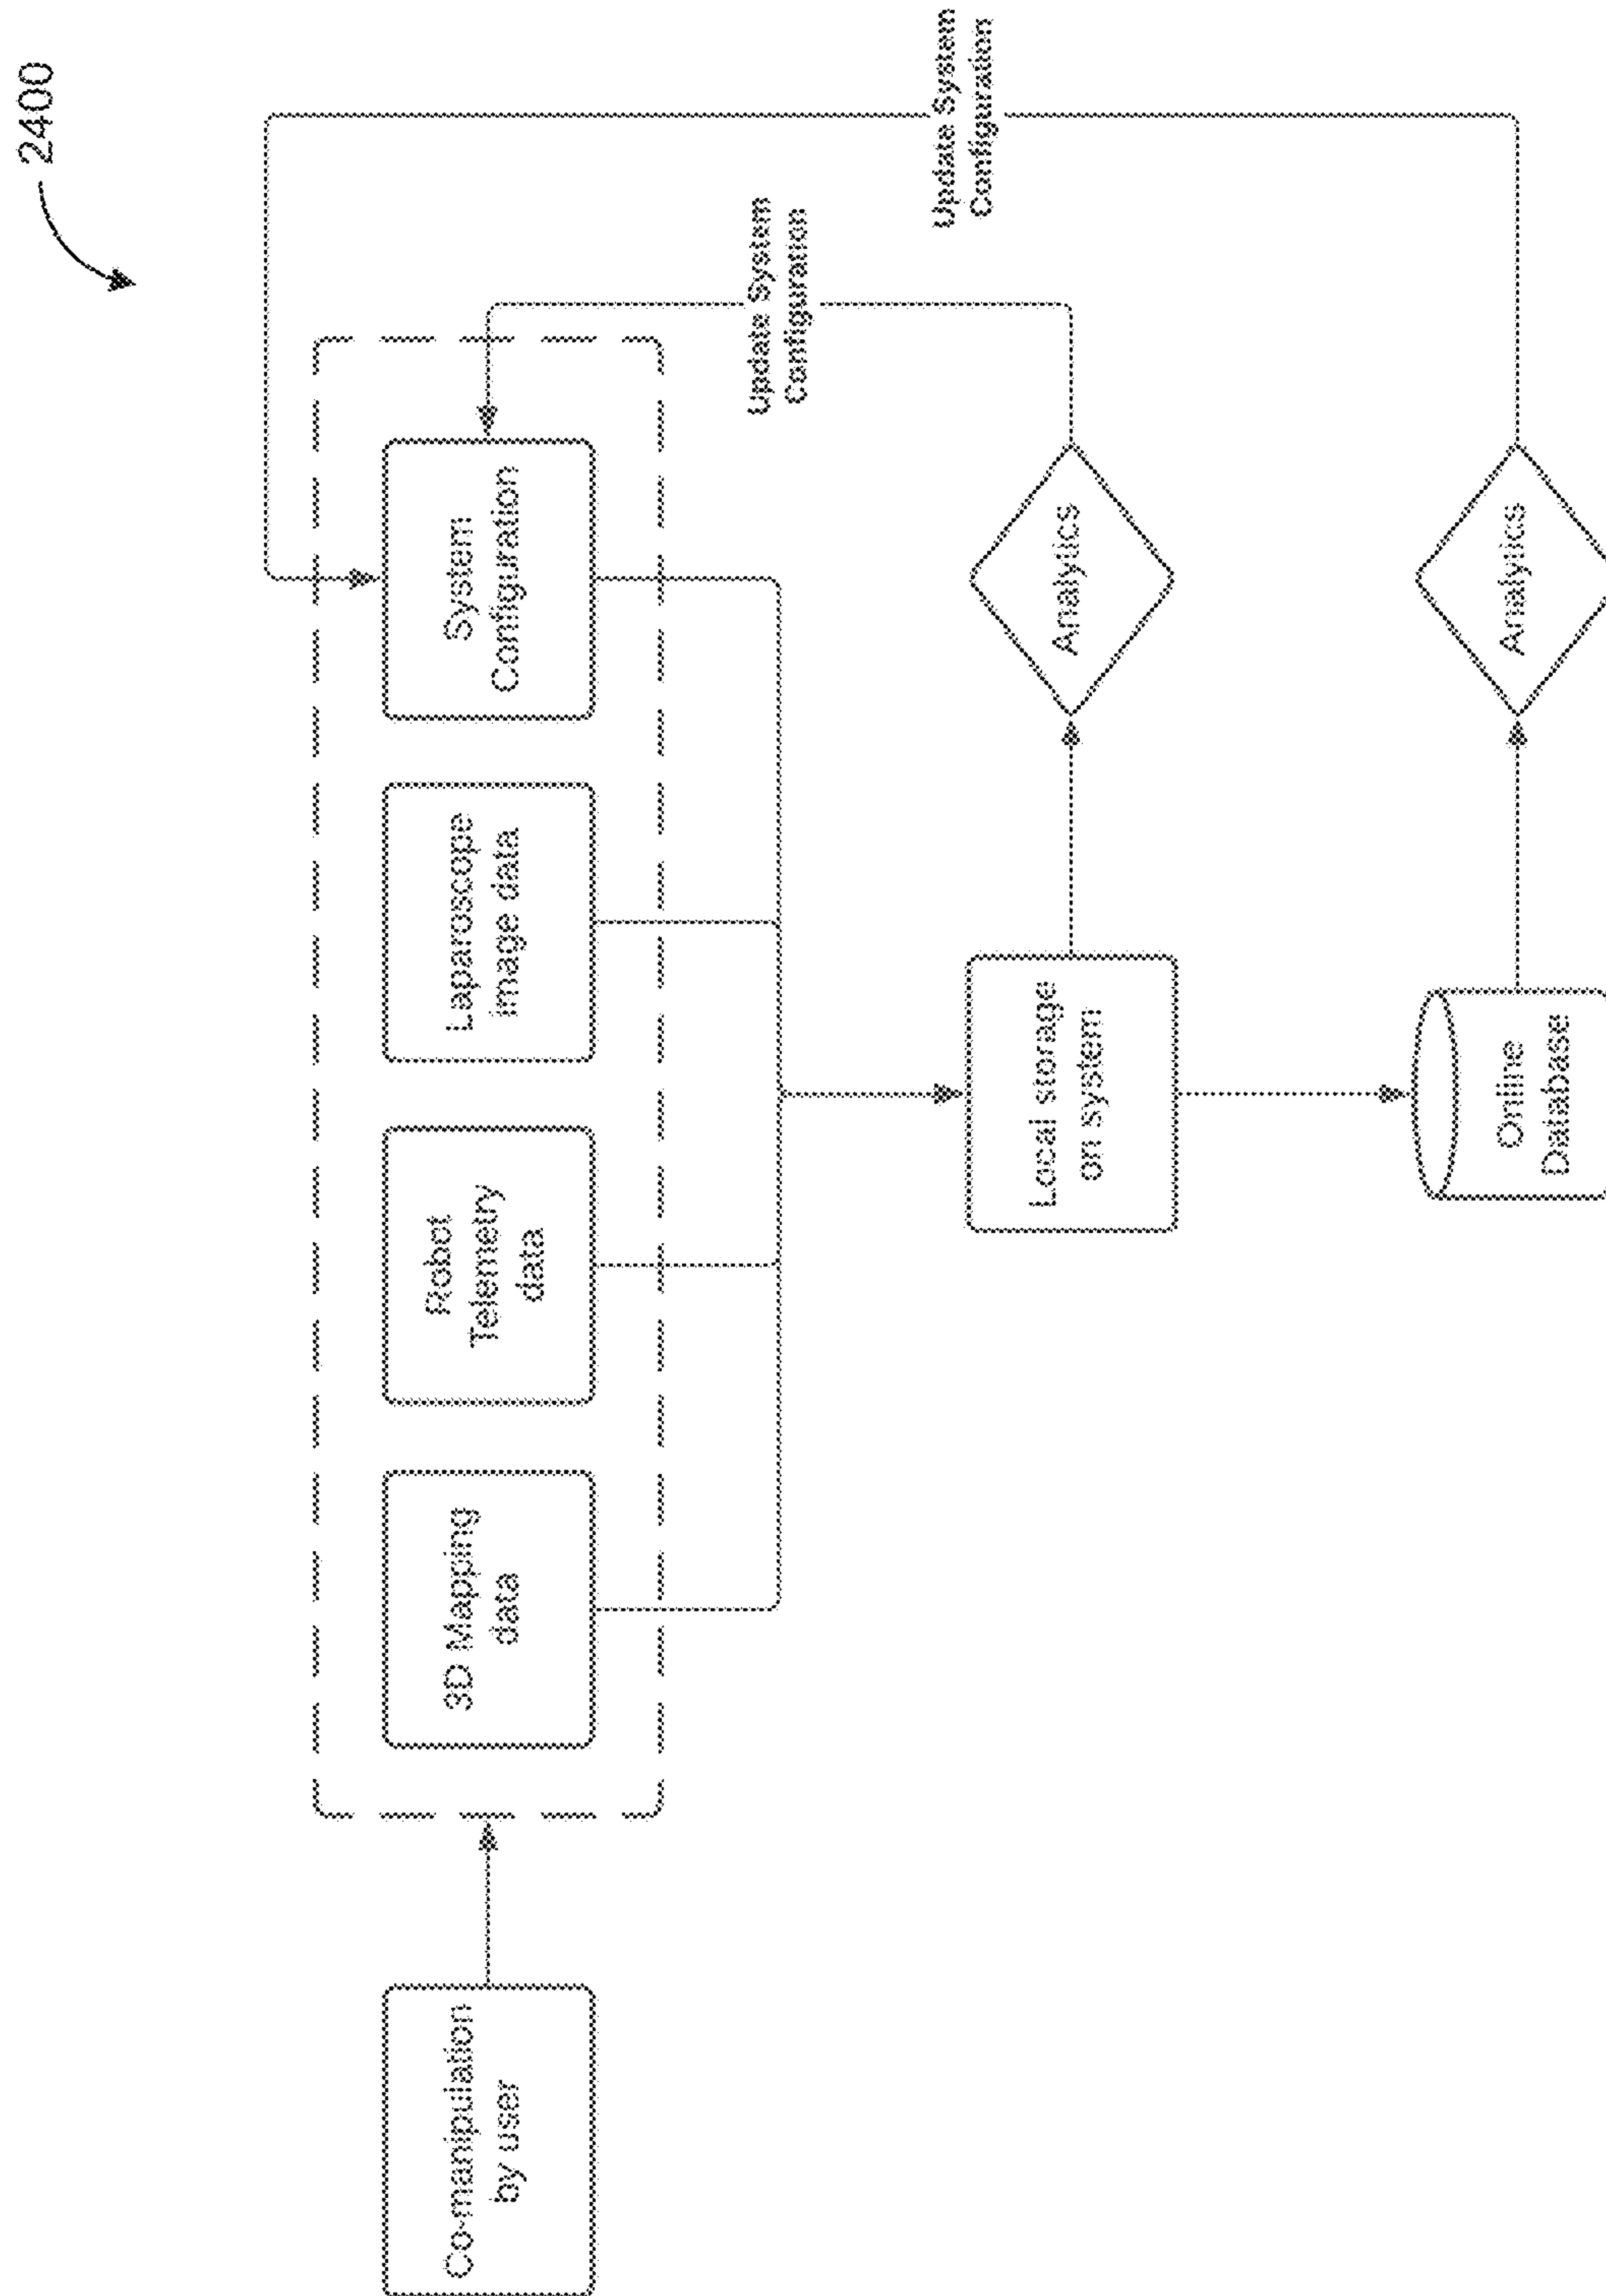 2400
Co-manipulation
by user
3D Mapping
data
Robot
Telemetry
data
Laparoscope
image data
System
Configuration
Update System
Configuration
Update System
Configuration
Local storage
on system
Analytics
Online
Database
Analytics